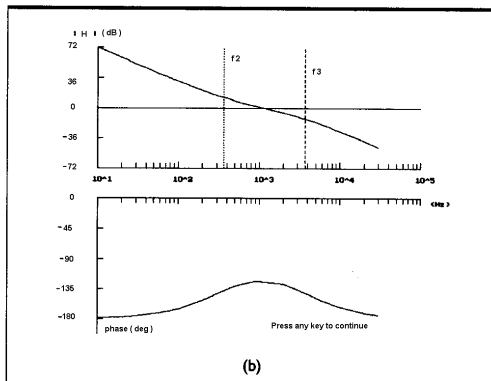 I H I ( dB )
72
f2
f3
36
0
-36
-72
10^1 10^2 10^3 10^4 10^5
0
(Hz)
-45
-90
-135
-180
phase ( deg )
Press any key to continue
(b)